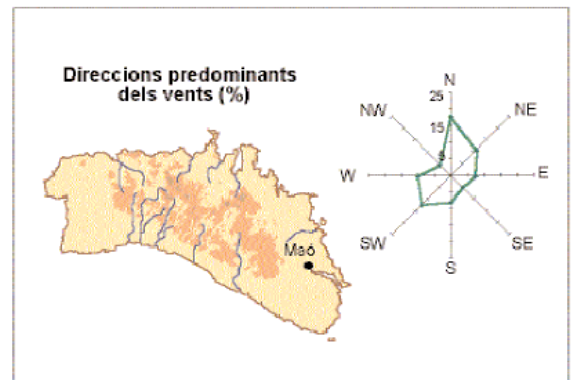 Direccions predominants
dels vents (%)
N
25
NW
NE
15
5
W
E
Maó
SW
SE
S